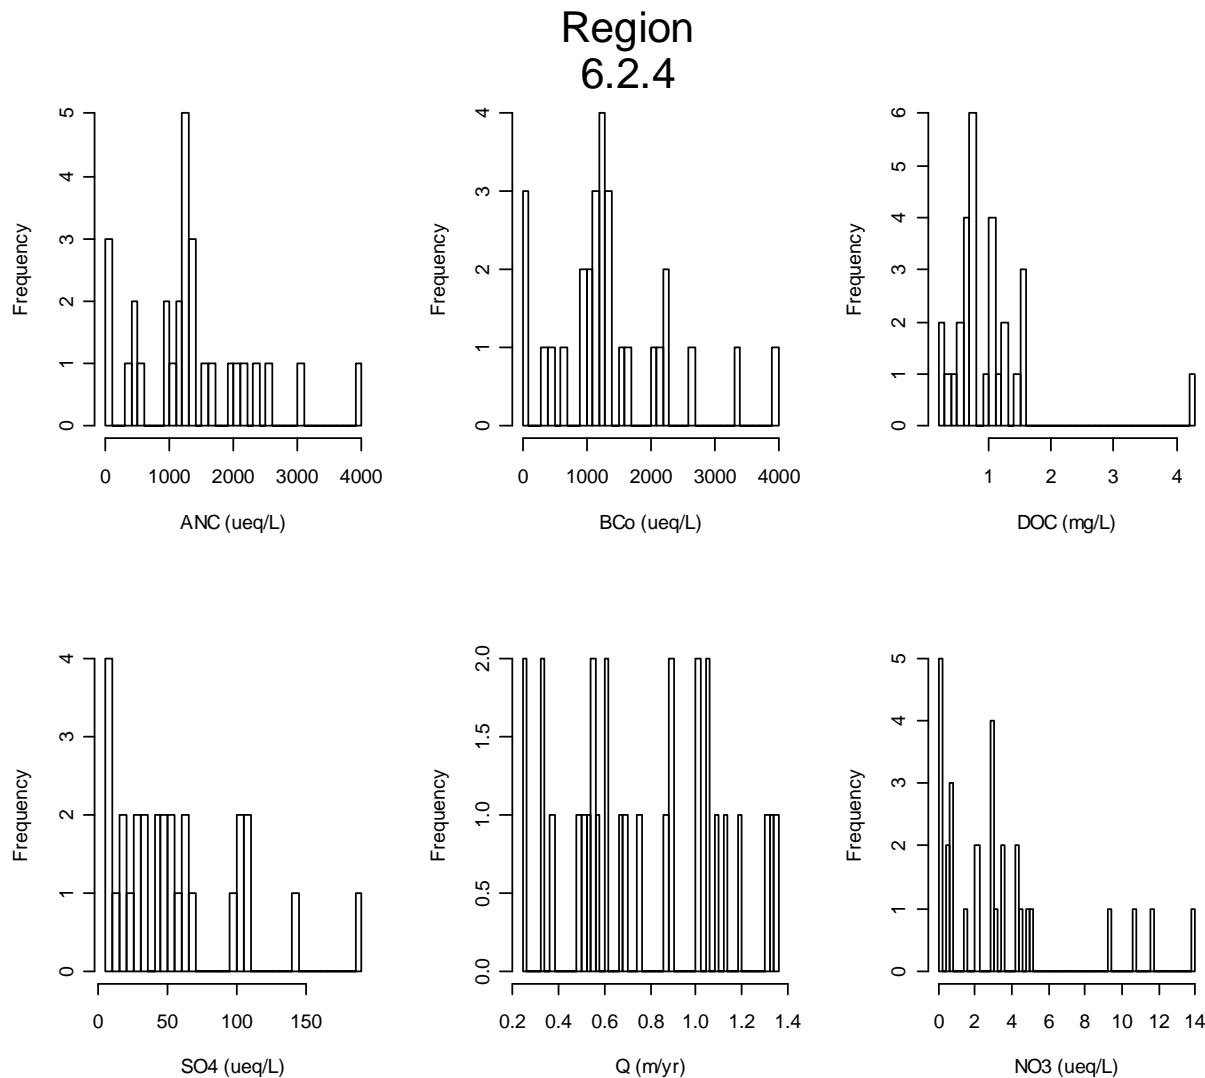 Region
6.2.4
Frequency
0 1 2 3 4 5
0 1000 2000 3000 4000
ANC (ueq/L)
Frequency
0 1 2 3 4
0 1000 2000 3000 4000
BCo (ueq/L)
Frequency
0 1 2 3 4 5 6
1 2 3 4
DOC (mg/L)
Frequency
0 1 2 3 4
0 50 100 150
SO4 (ueq/L)
Frequency
0.0 0.5 1.0 1.5 2.0
0.2 0.4 0.6 0.8 1.0 1.2 1.4
Q (m/yr)
Frequency
0 1 2 3 4 5
0 2 4 6 8 10 12 14
NO3 (ueq/L)